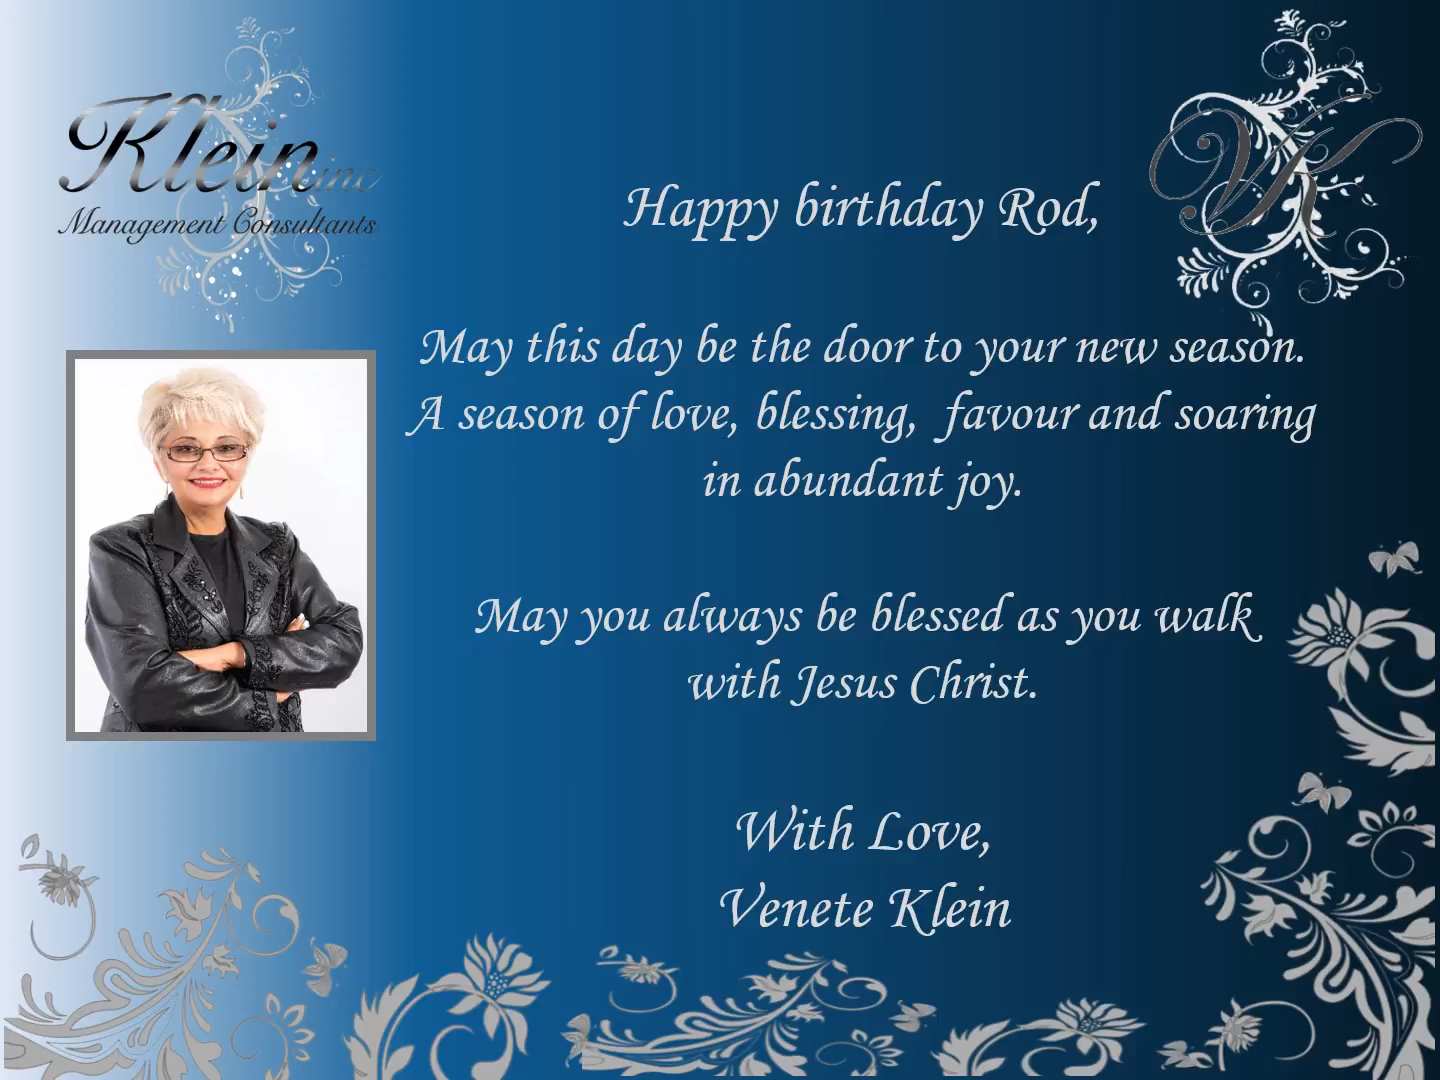 Klein inc
Management Consultants
VK
Happy birthday Rod,
May this day be the door to your new season.
A season of love, blessing,  favour and soaring
in abundant joy.
May you always be blessed as you walk
with Jesus Christ.
With Love,
Venete Klein